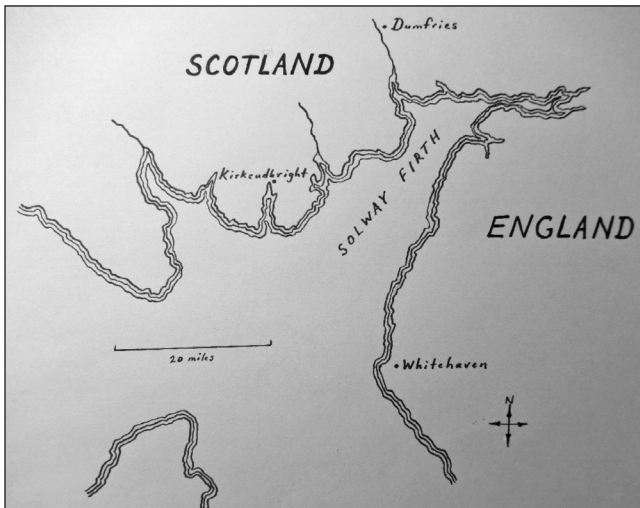 Dumfries
SCOTLAND
Kirkcudbright
SOLWAY FIRTH
ENGLAND
20 miles
Whitehaven
N